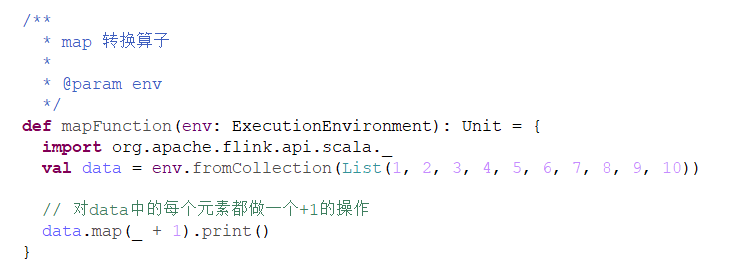 /**
  * map 转换算子
  *
  * @param env
  */
def mapFunction(env: ExecutionEnvironment): Unit = {
  import org.apache.flink.api.scala._
  val data = env.fromCollection(List(1, 2, 3, 4, 5, 6, 7, 8, 9, 10))

  // 对data中的每个元素都做一个+1的操作
  data.map(_ + 1).print()
}